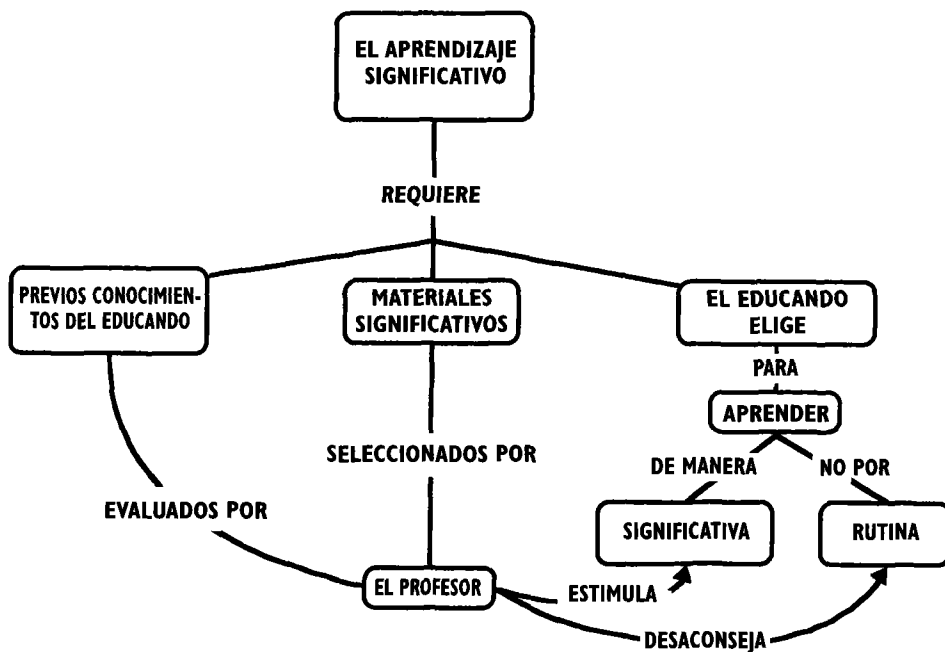 EL APRENDIZAJE
SIGNIFICATIVO
REQUIERE
PREVIOS CONOCIMIEN-
TOS DEL EDUCANDO
MATERIALES
SIGNIFICATIVOS
EL EDUCANDO
ELIGE
PARA
APRENDER
SELECCIONADOS POR
DE MANERA
NO POR
EVALUADOS POR
SIGNIFICATIVA
RUTINA
EL PROFESOR
ESTIMULA
DESACONSEJA